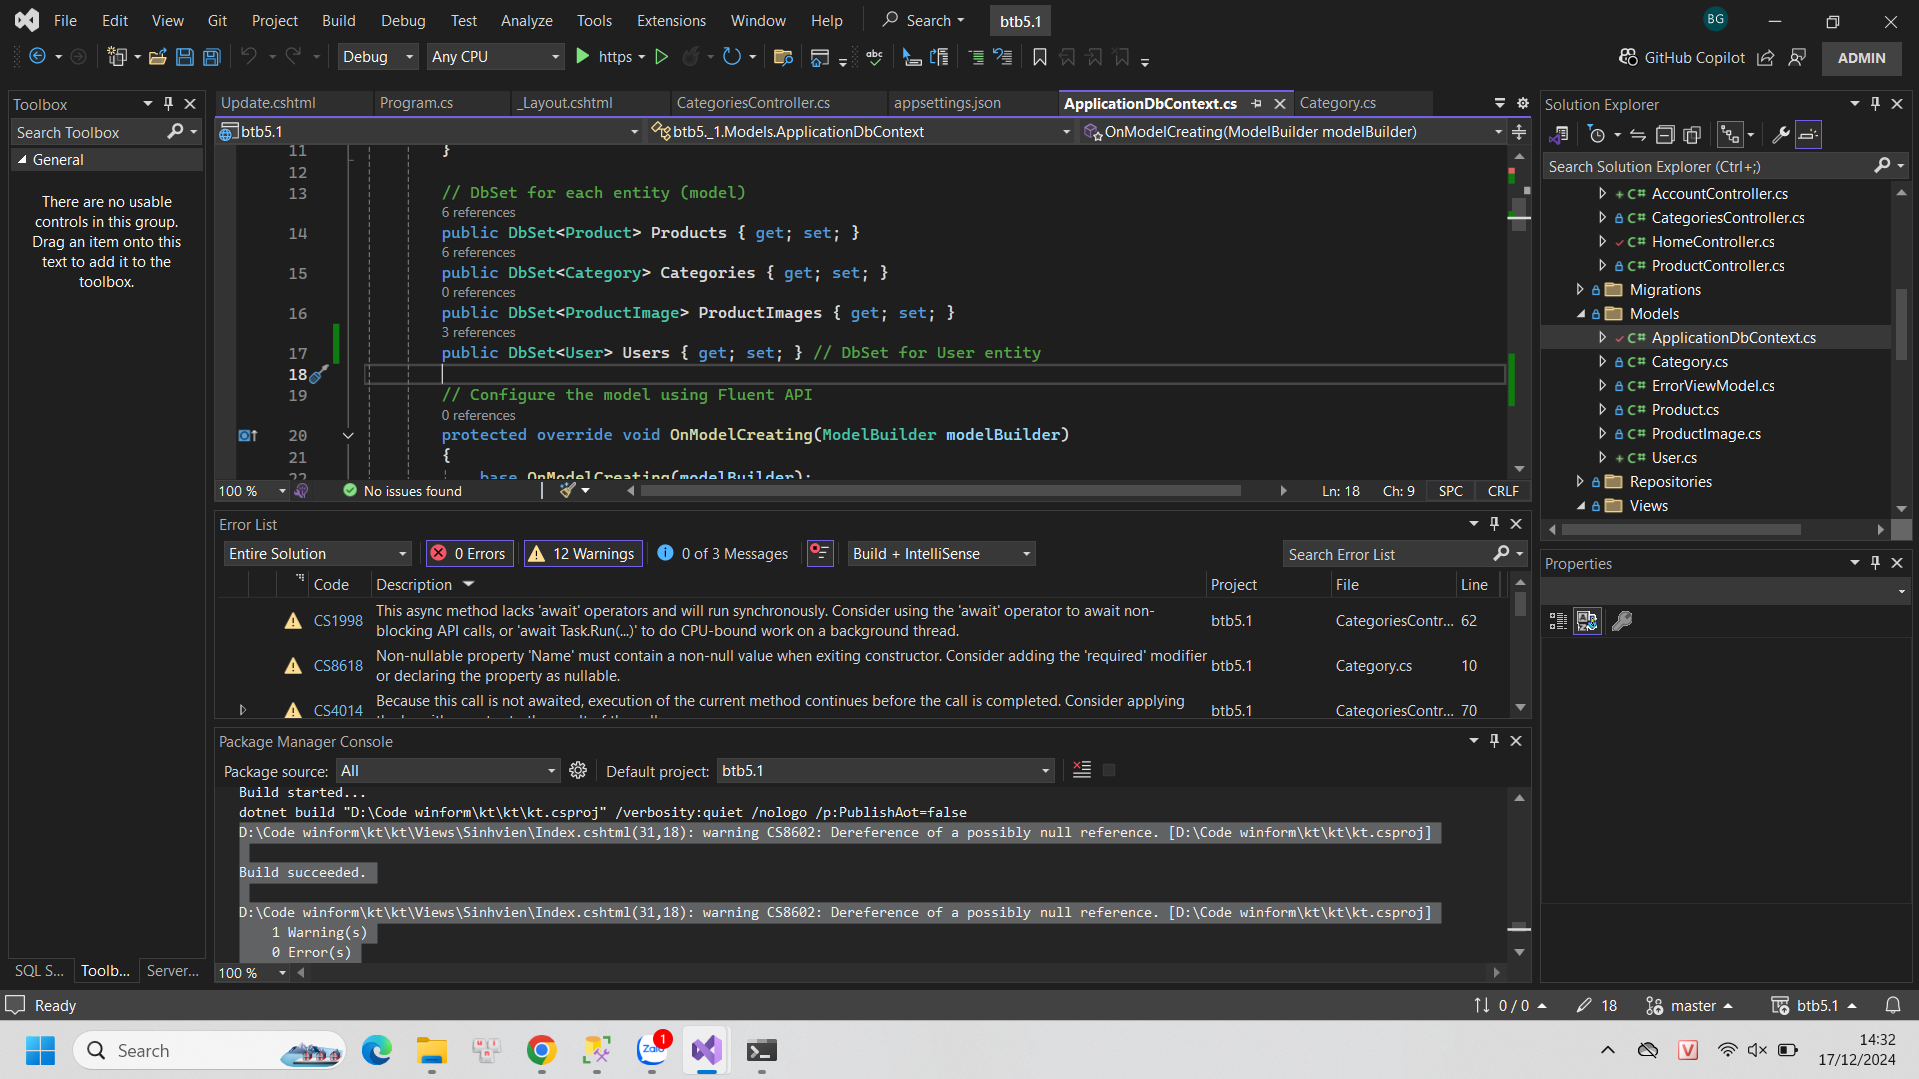 File Edit View Git Project Build Debug Test Analyze Tools Extensions Window Help Search btb5.1 BG
Debug Any CPU https GitHub Copilot ADMIN
Toolbox
Search Toolbox
General
There are no usable
controls in this group.
Drag an item onto this
text to add it to the
toolbox.
SQL S... Toolb... Server...
Update.cshtml Program.cs _Layout.cshtml CategoriesController.cs appsettings.json ApplicationDbContext.cs Category.cs
btb5.1 btb5._1.Models.ApplicationDbContext OnModelCreating(ModelBuilder modelBuilder)
11 }
12
13 // DbSet for each entity (model)
6 references
14 public DbSet<Product> Products { get; set; }
6 references
15 public DbSet<Category> Categories { get; set; }
0 references
16 public DbSet<ProductImage> ProductImages { get; set; }
3 references
17 public DbSet<User> Users { get; set; } // DbSet for User entity
18
19 // Configure the model using Fluent API
0 references
20 protected override void OnModelCreating(ModelBuilder modelBuilder)
21 {
22 base.OnModelCreating(modelBuilder);
100 % No issues found Ln: 18 Ch: 9 SPC CRLF
Error List
Entire Solution 0 Errors 12 Warnings 0 of 3 Messages Build + IntelliSense Search Error List
Code Description Project File Line
CS1998 This async method lacks 'await' operators and will run synchronously. Consider using the 'await' operator to await non-
blocking API calls, or 'await Task.Run(...)' to do CPU-bound work on a background thread. btb5.1 CategoriesContr... 62
CS8618 Non-nullable property 'Name' must contain a non-null value when exiting constructor. Consider adding the 'required' modifier
or declaring the property as nullable. btb5.1 Category.cs 10
CS4014 Because this call is not awaited, execution of the current method continues before the call is completed. Consider applying
btb5.1 CategoriesContr... 70
Package Manager Console
Package source: All Default project: btb5.1
Build started...
dotnet build "D:\Code winform\kt\kt\kt.csproj" /verbosity:quiet /nologo /p:PublishAot=false
D:\Code winform\kt\kt\Views\Sinhvien\Index.cshtml(31,18): warning CS8602: Dereference of a possibly null reference. [D:\Code winform\kt\kt\kt.csproj]
Build succeeded.
D:\Code winform\kt\kt\Views\Sinhvien\Index.cshtml(31,18): warning CS8602: Dereference of a possibly null reference. [D:\Code winform\kt\kt\kt.csproj]
1 Warning(s)
0 Error(s)
100 %
Solution Explorer
Search Solution Explorer (Ctrl+;)
C# AccountController.cs
C# CategoriesController.cs
C# HomeController.cs
C# ProductController.cs
Migrations
Models
C# ApplicationDbContext.cs
C# Category.cs
C# ErrorViewModel.cs
C# Product.cs
C# ProductImage.cs
C# User.cs
Repositories
Views
Properties
Ready 0 / 0 18 master btb5.1
Search Zalo 1 V 14:32
17/12/2024